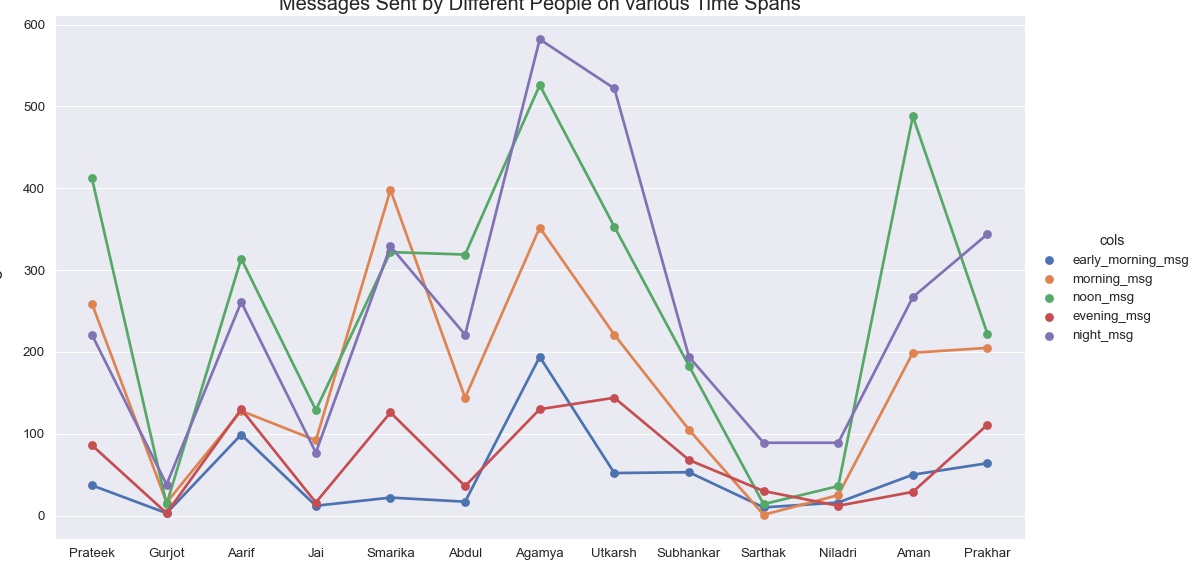 Messages Sent by Different People on various Time Spans
600
500
400
300
200
100
0
Prateek Gurjot Aarif Jai Smarika Abdul Agamya Utkarsh Subhankar Sarthak Niladri Aman Prakhar
cols
early_morning_msg
morning_msg
noon_msg
evening_msg
night_msg